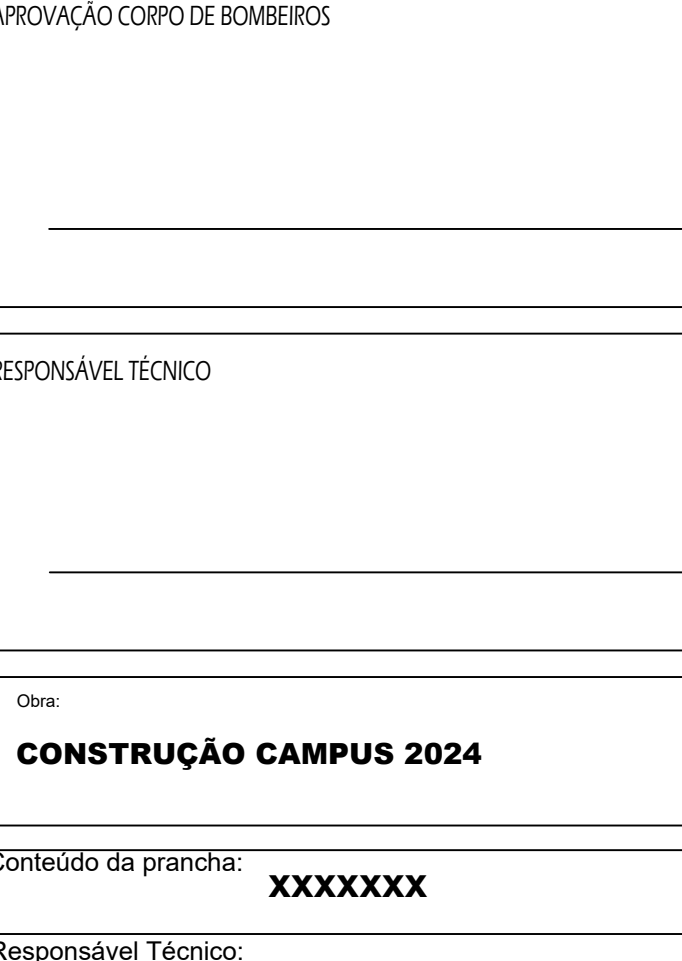 APROVAÇÃO CORPO DE BOMBEIROS
RESPONSÁVEL TÉCNICO
Obra:
CONSTRUÇÃO CAMPUS 2024
Conteúdo da prancha:
XXXXXXX
Responsável Técnico: